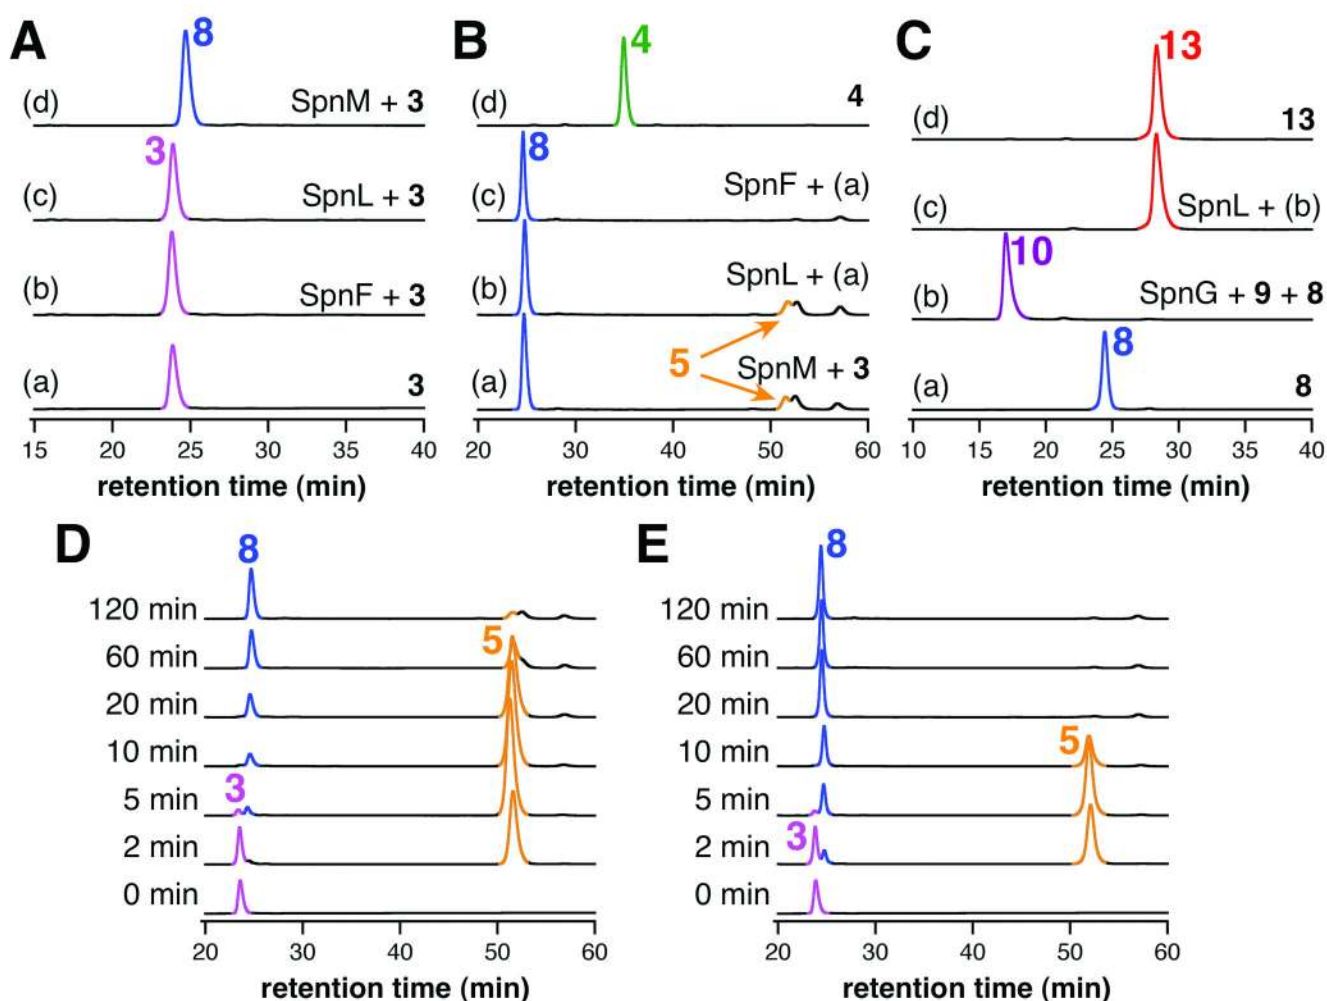 A
8
(d)
SpnM + 3
3
(c)
SpnL + 3
(b)
SpnF + 3
(a)
3
15 20 25 30 35 40
retention time (min)
B
4
(d)
4
8
(c)
SpnF + (a)
(b)
SpnL + (a)
5
(a)
SpnM + 3
20 30 40 50 60
retention time (min)
C
13
(d)
13
(c)
SpnL + (b)
10
(b)
SpnG + 9 + 8
8
(a)
8
10 15 20 25 30 35 40
retention time (min)
D
8
120 min
5
60 min
20 min
10 min
3
5 min
2 min
0 min
20 30 40 50 60
retention time (min)
E
8
120 min
60 min
20 min
5
10 min
5 min
3
2 min
0 min
20 30 40 50 60
retention time (min)